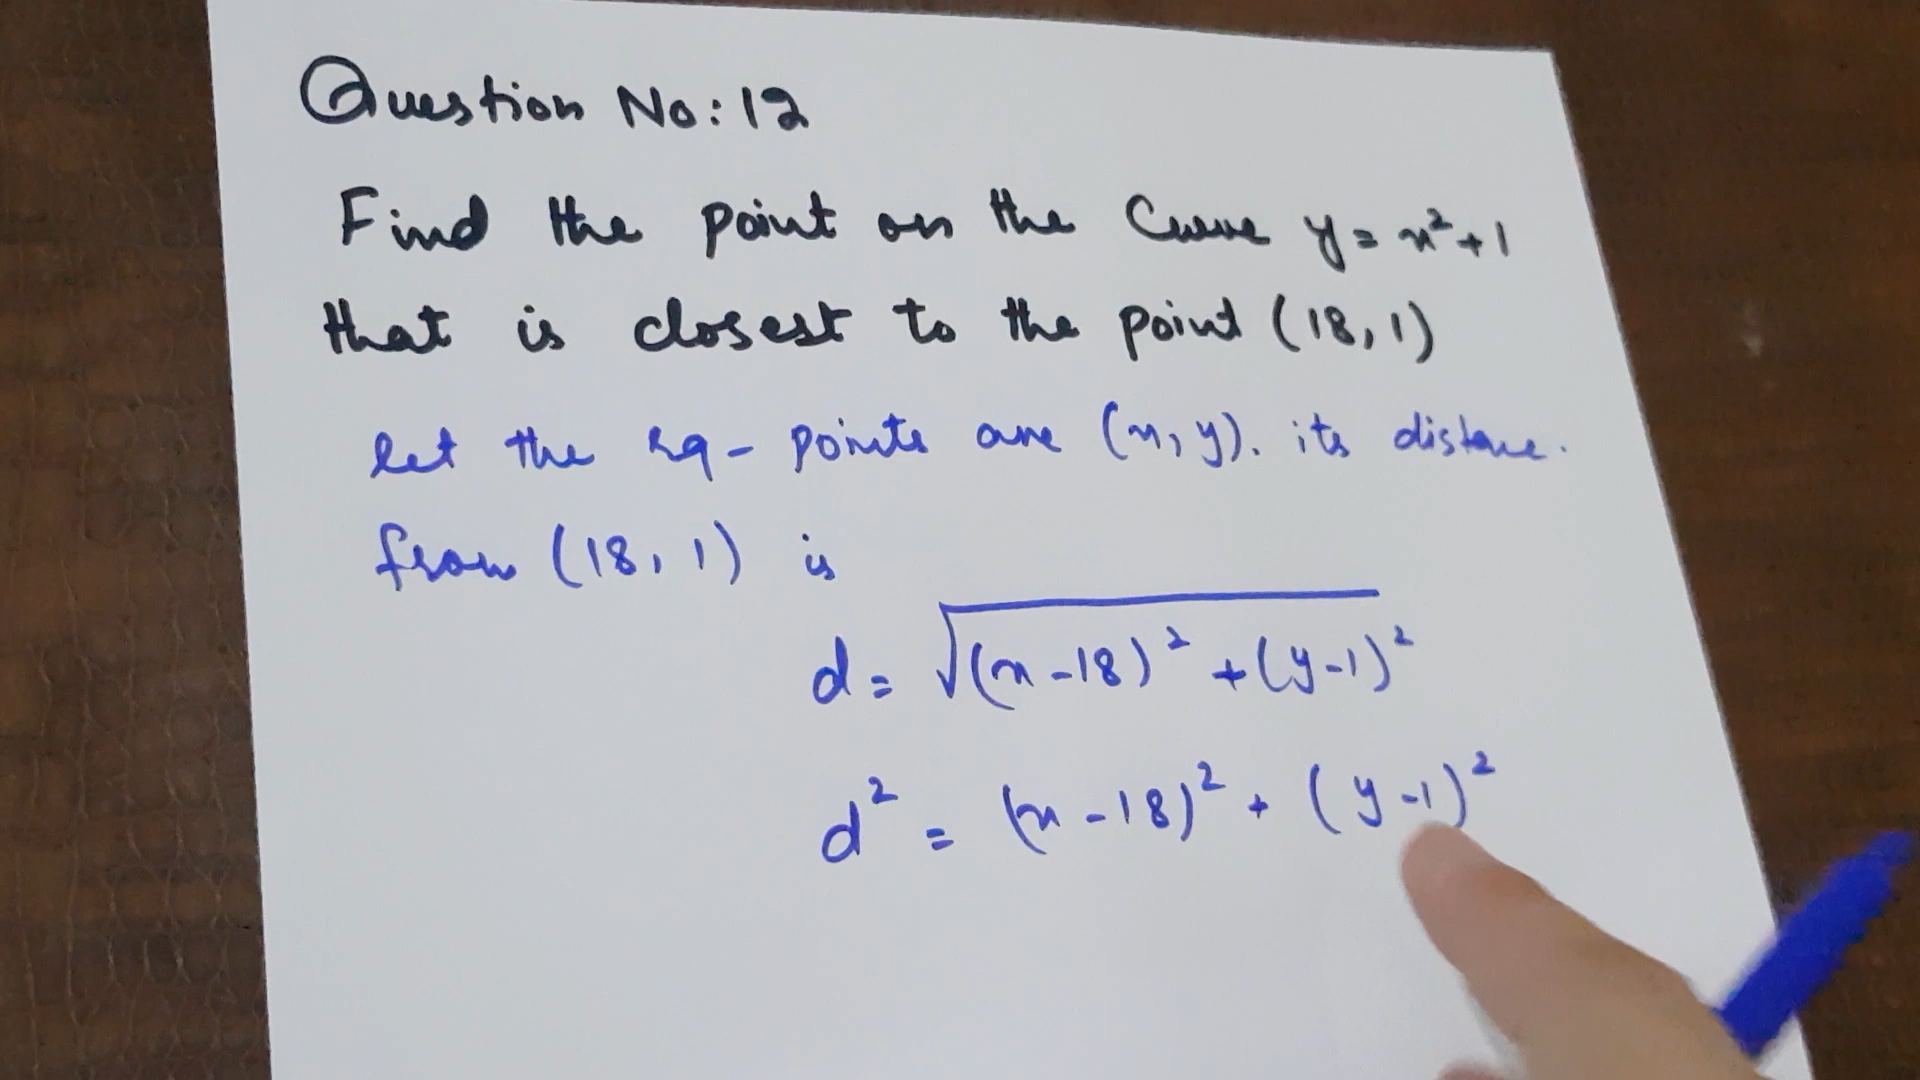 Question No: 12
Find the point on the Curve y = x² + 1
that is closest to the point (18, 1)
let the rq- points are (x, y). its distance.
from (18, 1) is
d = √(x - 18)² + (y - 1)²
d² = (x - 18)² + (y - 1)²